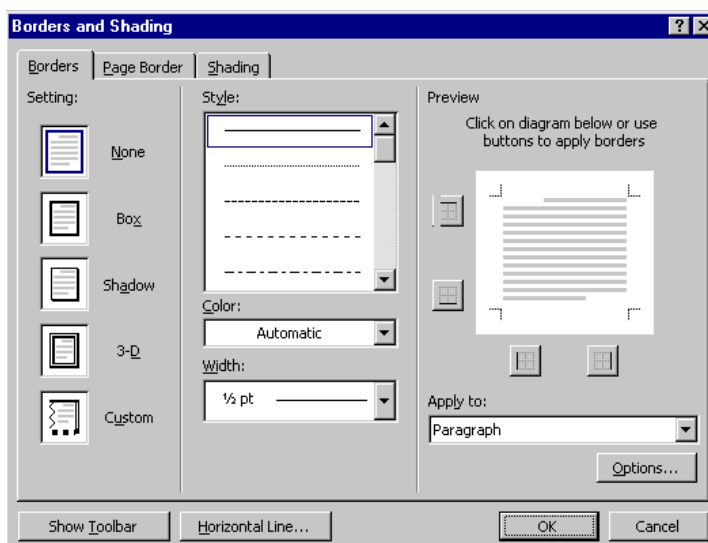 Borders and Shading
Borders
Page Border
Shading
Setting:
None
Box
Shadow
3-D
Custom
Style:
Color:
Automatic
Width:
½ pt
Preview
Click on diagram below or use
buttons to apply borders
Apply to:
Paragraph
Options...
Show Toolbar
Horizontal Line...
OK
Cancel